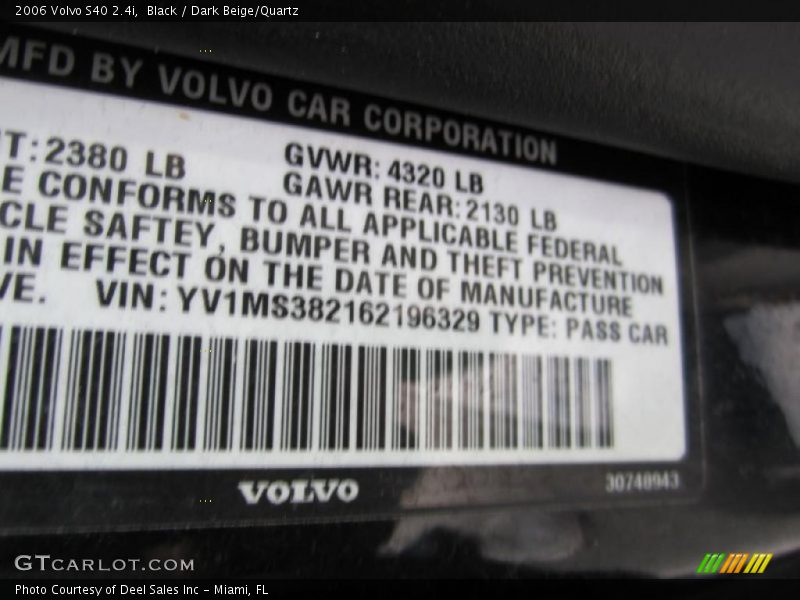 2006 Volvo S40 2.4i, Black / Dark Beige/Quartz
MFD BY VOLVO CAR CORPORATION
T: 2380 LB GVWR: 4320 LB
GAWR REAR: 2130 LB
E CONFORMS TO ALL APPLICABLE FEDERAL
CLE SAFTEY, BUMPER AND THEFT PREVENTION
IN EFFECT ON THE DATE OF MANUFACTURE
VE. VIN: YV1MS382162196329 TYPE: PASS CAR
VOLVO
30740943
GTCARLOT.COM
Photo Courtesy of Deel Sales Inc – Miami, FL